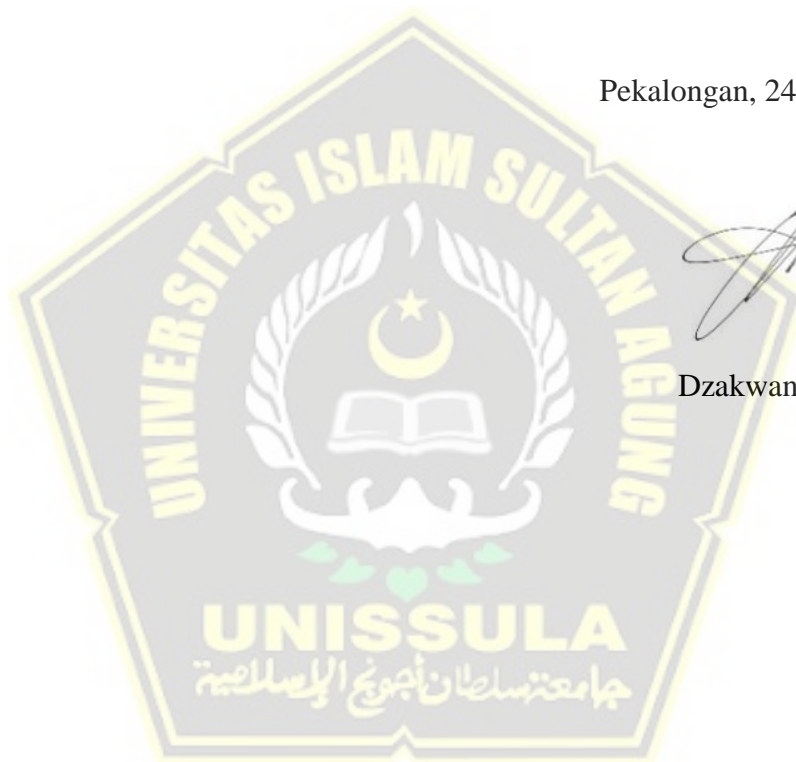 Pekalongan, 24
UNIVERSITAS ISLAM SULTAN AGUNG
Dzakwan
UNISSULA
جامعة سلطان أجونج الإسلامية